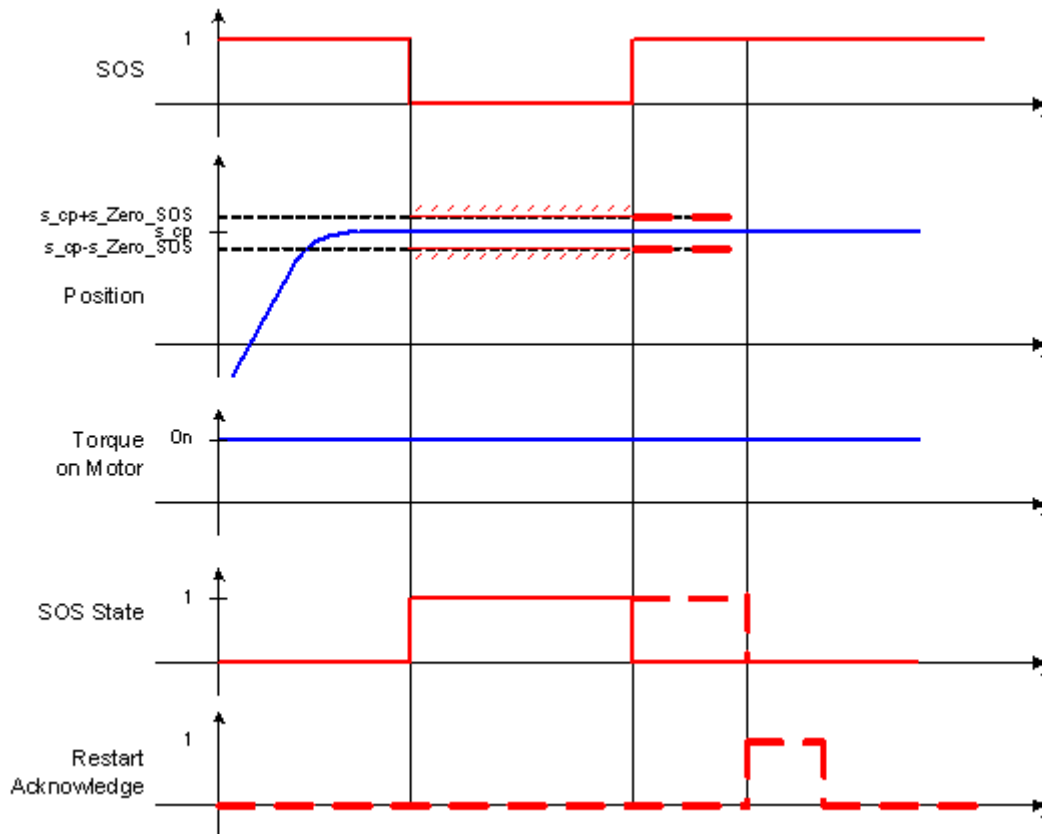 1
SOS
s_cp+s_Zero_SOS
s_cp
s_cp-s_Zero_SOS
Position
On
Torque
on Motor
1
SOS State
1
Restart
Acknowledge